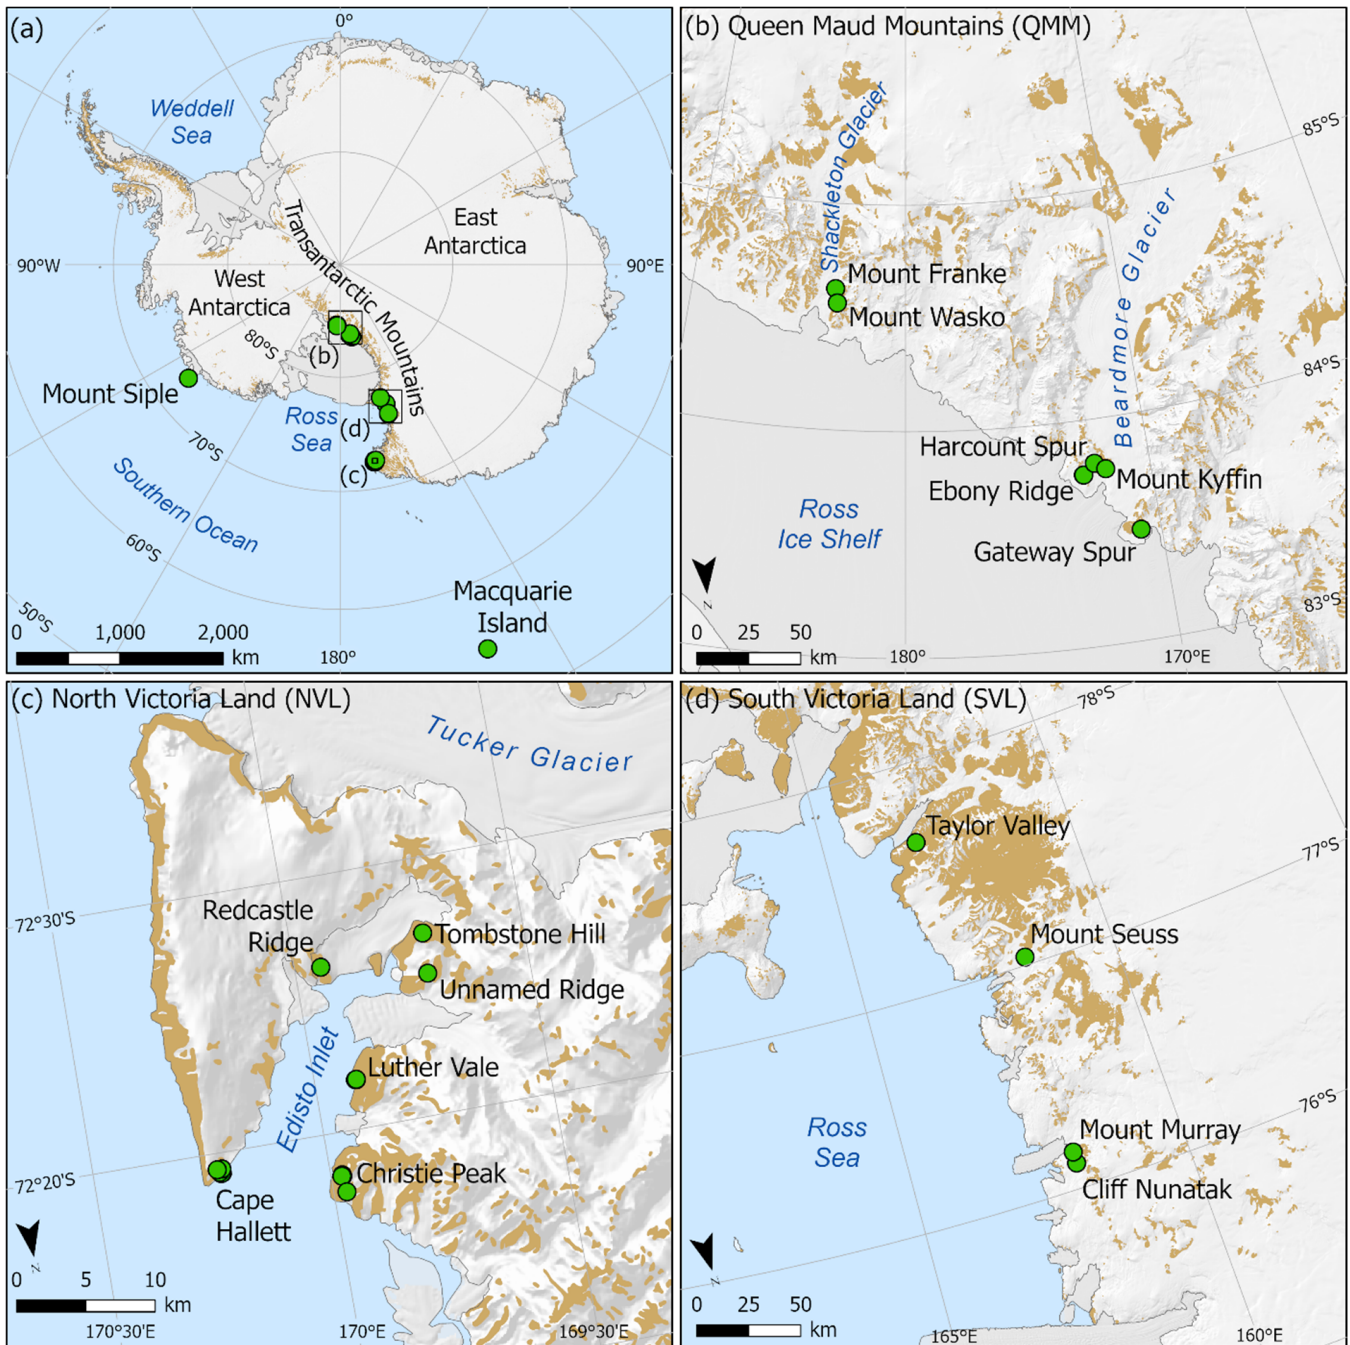 (a)
0°
Weddell
Sea
East
Antarctica
Transantarctic Mountains
90°W
90°E
West
Antarctica
80°S
(b)
Mount Siple
Ross
Sea
(d)
70°S
(c)
Southern Ocean
60°S
50°S
Macquarie
Island
0 1,000 2,000
km
180°
(b) Queen Maud Mountains (QMM)
85°S
Shackleton Glacier
Beardmore Glacier
Mount Franke
Mount Wasko
84°S
Harcount Spur
Mount Kyffin
Ebony Ridge
Ross
Ice Shelf
Gateway Spur
83°S
N
0 25 50
km
180°
170°E
(c) North Victoria Land (NVL)
Tucker Glacier
Redcastle
Ridge
72°30'S
Tombstone Hill
Unnamed Ridge
Edisto Inlet
Luther Vale
Christie Peak
72°20'S
Cape
Hallett
N
0 5 10
km
170°30'E
170°E
169°30'E
(d) South Victoria Land (SVL)
78°S
Taylor Valley
77°S
Mount Seuss
76°S
Ross
Sea
Mount Murray
Cliff Nunatak
N
0 25 50
km
165°E
160°E